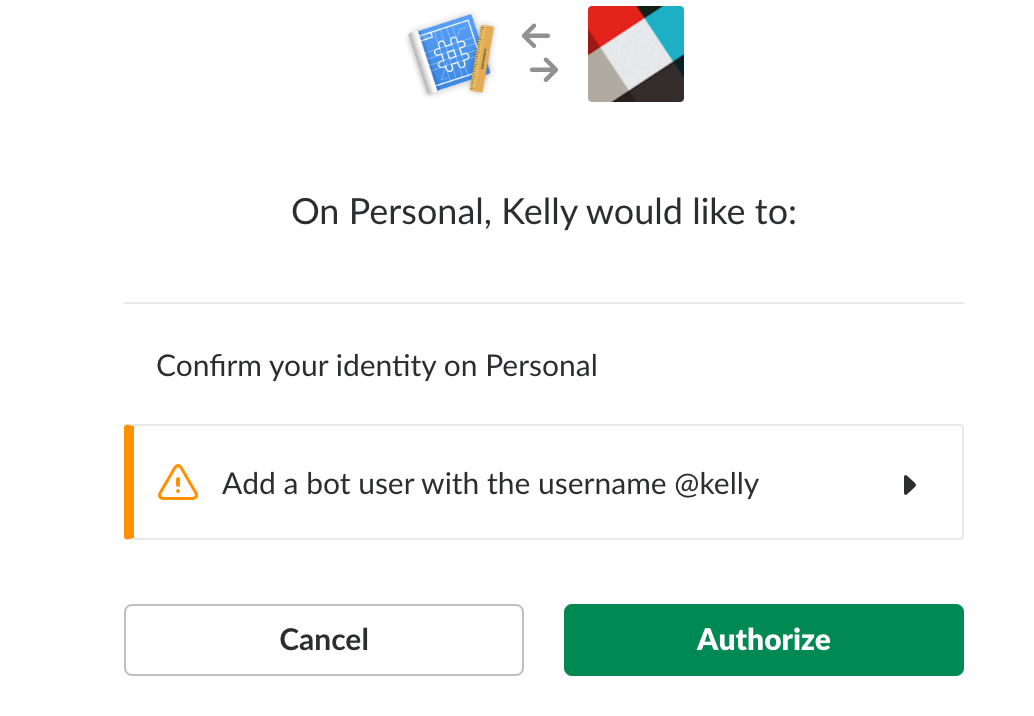 On Personal, Kelly would like to:
Confirm your identity on Personal
Add a bot user with the username @kelly
Cancel
Authorize